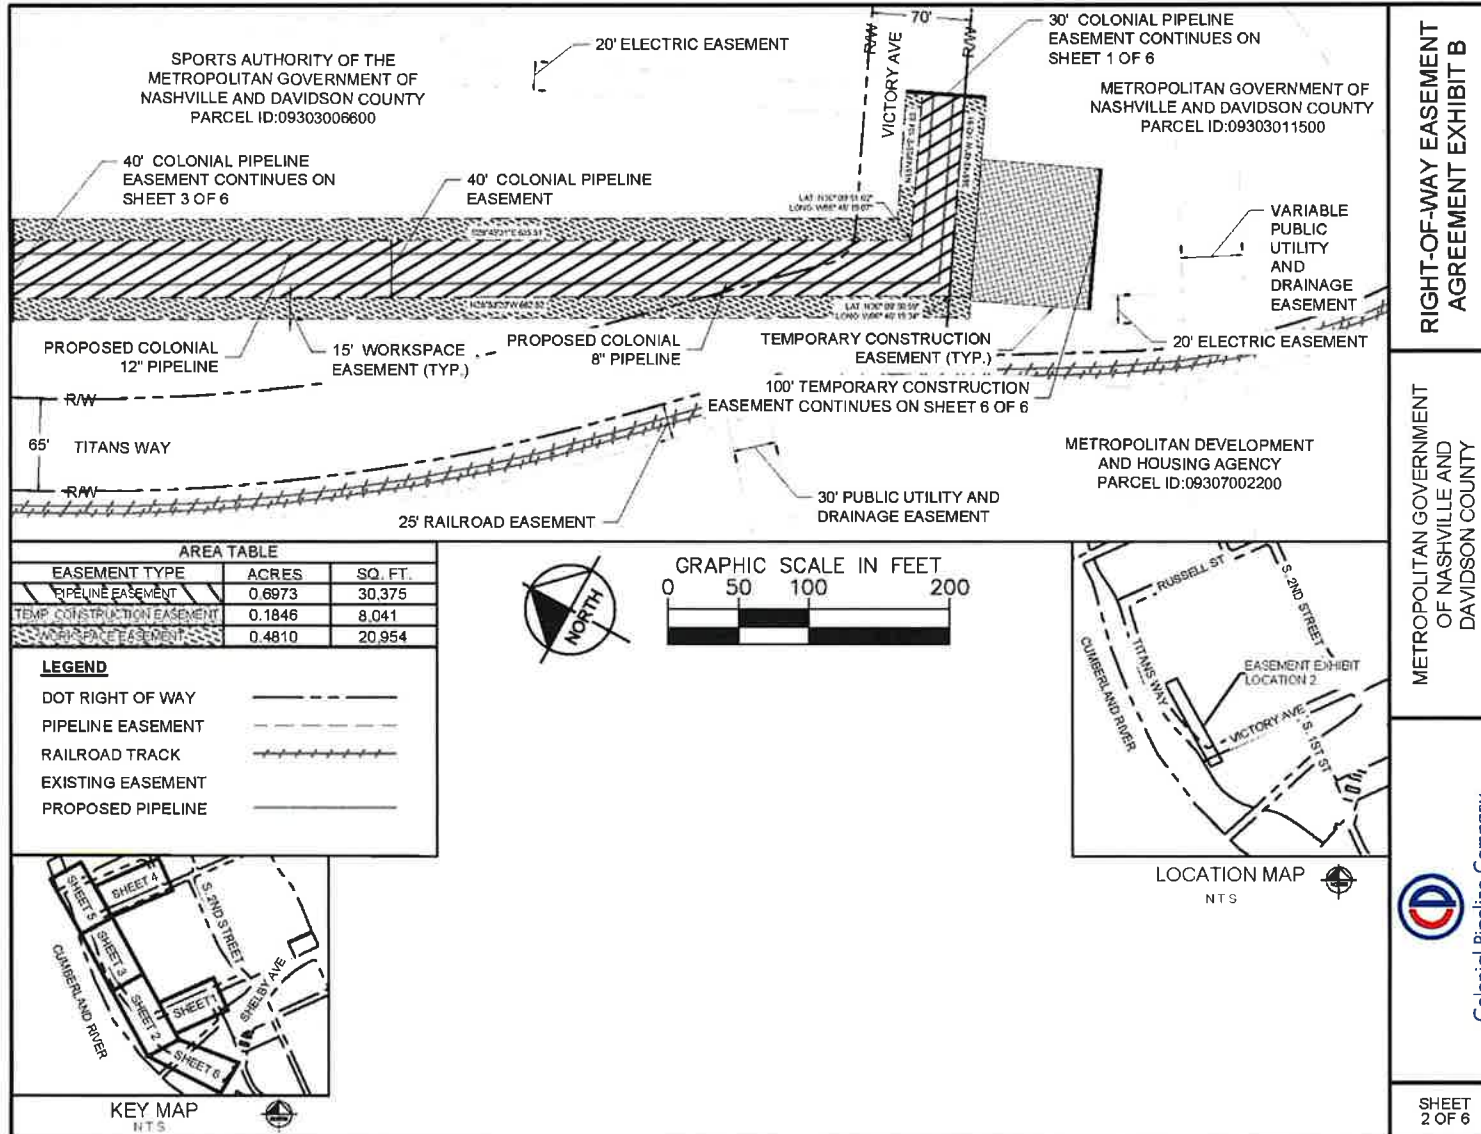 SPORTS AUTHORITY OF THE
METROPOLITAN GOVERNMENT OF
NASHVILLE AND DAVIDSON COUNTY
PARCEL ID:09303006600
20' ELECTRIC EASEMENT
R/W
70'
R/W
VICTORY AVE
30' COLONIAL PIPELINE
EASEMENT CONTINUES ON
SHEET 1 OF 6
METROPOLITAN GOVERNMENT OF
NASHVILLE AND DAVIDSON COUNTY
PARCEL ID:09303011500
40' COLONIAL PIPELINE
EASEMENT CONTINUES ON
SHEET 3 OF 6
40' COLONIAL PIPELINE
EASEMENT
VARIABLE
PUBLIC
UTILITY
AND
DRAINAGE
EASEMENT
PROPOSED COLONIAL
12" PIPELINE
15' WORKSPACE
EASEMENT (TYP.)
PROPOSED COLONIAL
8" PIPELINE
TEMPORARY CONSTRUCTION
EASEMENT (TYP.)
20' ELECTRIC EASEMENT
100' TEMPORARY CONSTRUCTION
EASEMENT CONTINUES ON SHEET 6 OF 6
R/W
65'
TITANS WAY
R/W
METROPOLITAN DEVELOPMENT
AND HOUSING AGENCY
PARCEL ID:09307002200
25' RAILROAD EASEMENT
30' PUBLIC UTILITY AND
DRAINAGE EASEMENT
AREA TABLE
EASEMENT TYPE ACRES SQ. FT.
PIPELINE EASEMENT 0.6973 30,375
TEMP. CONSTRUCTION EASEMENT 0.1846 8,041
WORKSPACE EASEMENT 0.4810 20,954
LEGEND
DOT RIGHT OF WAY
PIPELINE EASEMENT
RAILROAD TRACK
EXISTING EASEMENT
PROPOSED PIPELINE
NORTH
GRAPHIC SCALE IN FEET
0 50 100 200
RUSSELL ST
S. 2ND STREET
TITANS WAY
CUMBERLAND RIVER
EASEMENT EXHIBIT
LOCATION 2
VICTORY AVE
S. 1ST ST
LOCATION MAP
NTS
SHEET 5
SHEET 4
S. 2ND STREET
SHEET 3
CUMBERLAND RIVER
SHEET 2
SHEET 1
SHELBY AVE
SHEET 6
KEY MAP
NTS
RIGHT-OF-WAY EASEMENT
AGREEMENT EXHIBIT B
METROPOLITAN GOVERNMENT
OF NASHVILLE AND
DAVIDSON COUNTY
Colonial Pipeline Company
SHEET
2 OF 6